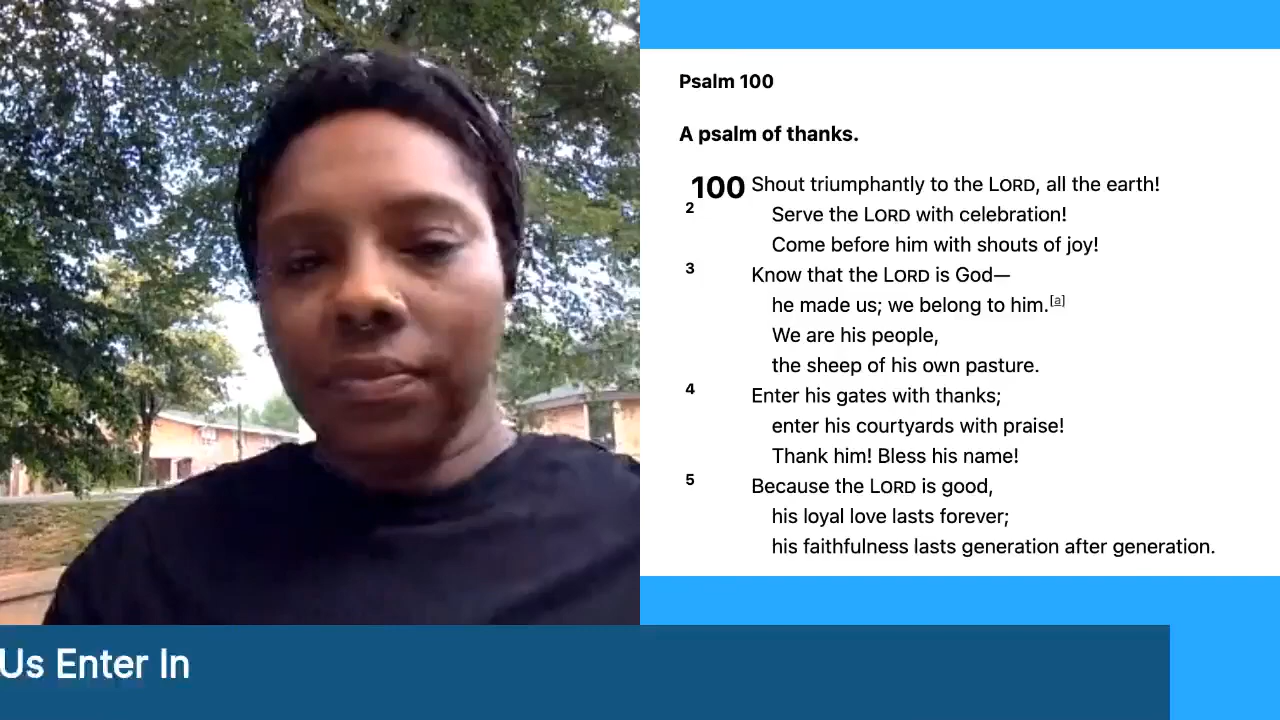 Psalm 100
A psalm of thanks.
100 Shout triumphantly to the LORD, all the earth!
2 Serve the LORD with celebration!
Come before him with shouts of joy!
3 Know that the LORD is God—
he made us; we belong to him.[a]
We are his people,
the sheep of his own pasture.
4 Enter his gates with thanks;
enter his courtyards with praise!
Thank him! Bless his name!
5 Because the LORD is good,
his loyal love lasts forever;
his faithfulness lasts generation after generation.
Us Enter In